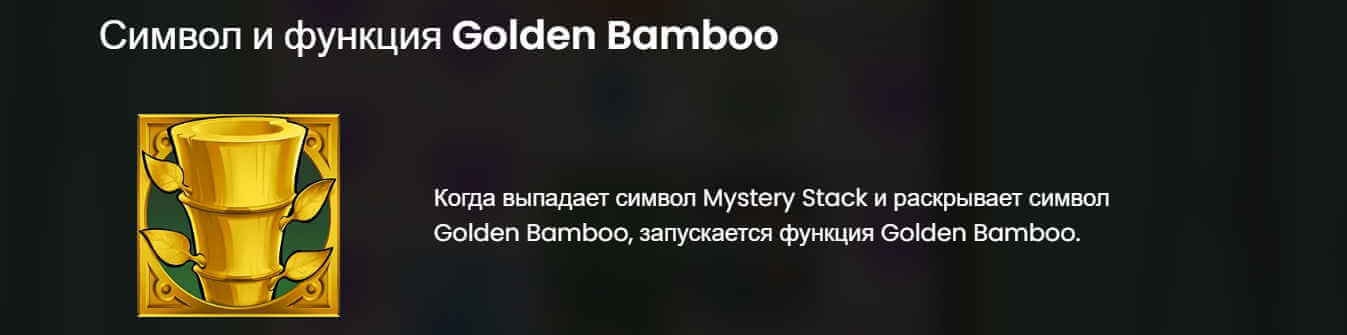 Символ и функция Golden Bamboo
Когда выпадает символ Mystery Stack и раскрывает символ
Golden Bamboo, запускается функция Golden Bamboo.